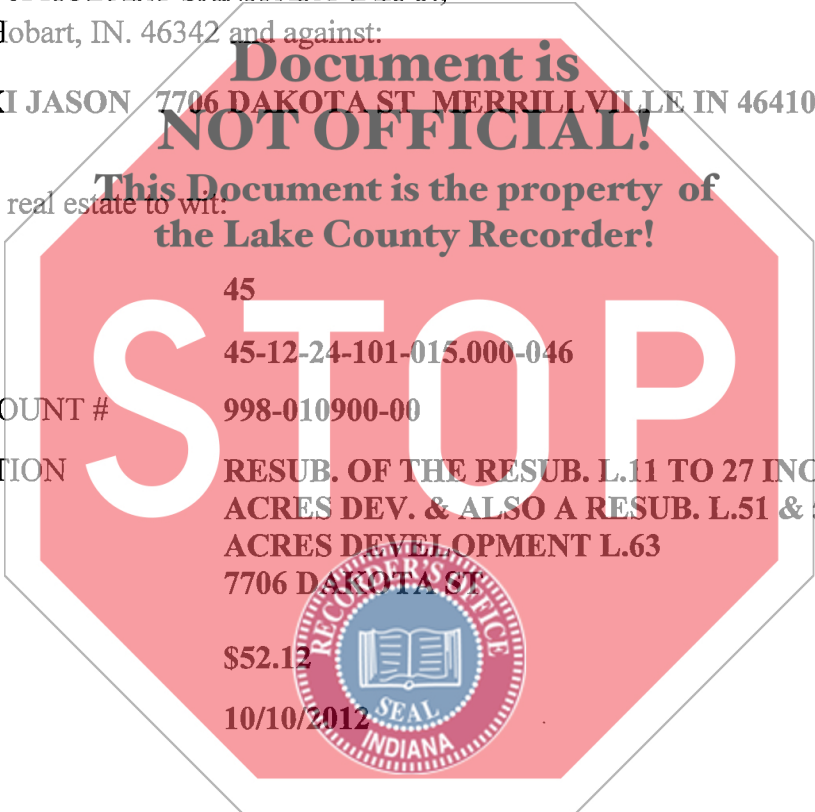 Hobart, IN. 46342 and against:
Document is
KI JASON 7706 DAKOTA ST MERRILLVILLE IN 46410
NOT OFFICIAL!
This Document is the property of
real estate to wit:
the Lake County Recorder!
45
STOP
45-12-24-101-015.000-046
OUNT # 998-010900-00
TION RESUB. OF THE RESUB. L.11 TO 27 INC
ACRES DEV. & ALSO A RESUB. L.51 &
ACRES DEVELOPMENT L.63
7706 DAKOTA ST
$52.12
10/10/2012
RECORDER'S OFFICE
SEAL
INDIANA